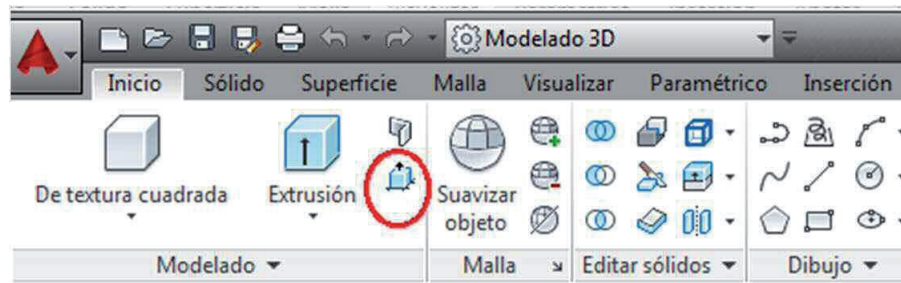 Modelado 3D
Inicio Sólido Superficie Malla Visualizar Paramétrico Inserción
De textura cuadrada Extrusión Suavizar objeto
Modelado Malla Editar sólidos Dibujo